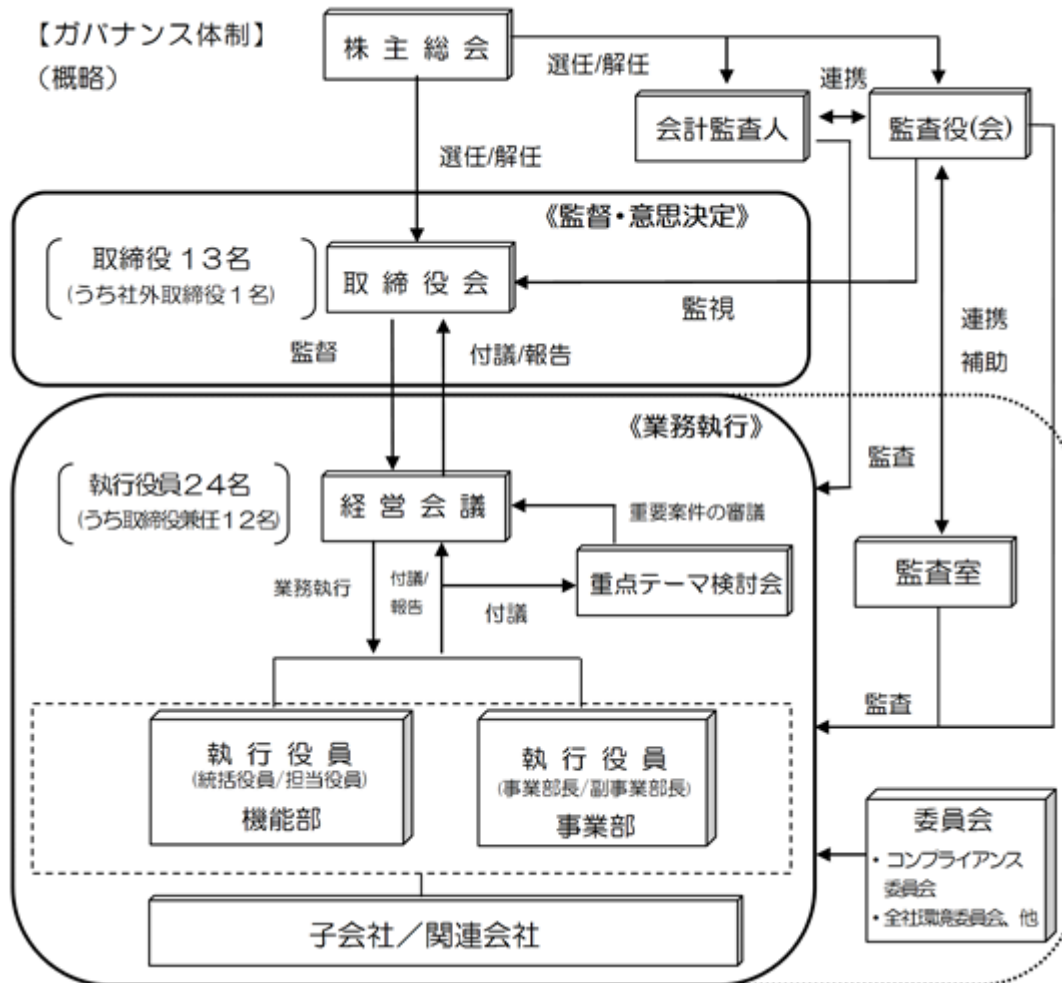 【ガバナンス体制】
（概略）
株主総会
選任/解任
選任/解任
会計監査人
連携
監査役(会)
《監督・意思決定》
取締役１３名
(うち社外取締役１名)
取締役会
監視
連携
補助
監督
付議/報告
《業務執行》
監査
執行役員２４名
(うち取締役兼任１２名)
経営会議
重要案件の審議
重点テーマ検討会
監査室
業務執行
付議/
報告
付議
監査
執行役員
(統括役員/担当役員)
機能部
執行役員
(事業部長/副事業部長)
事業部
委員会
・コンプライアンス
委員会
・全社環境委員会、他
子会社／関連会社